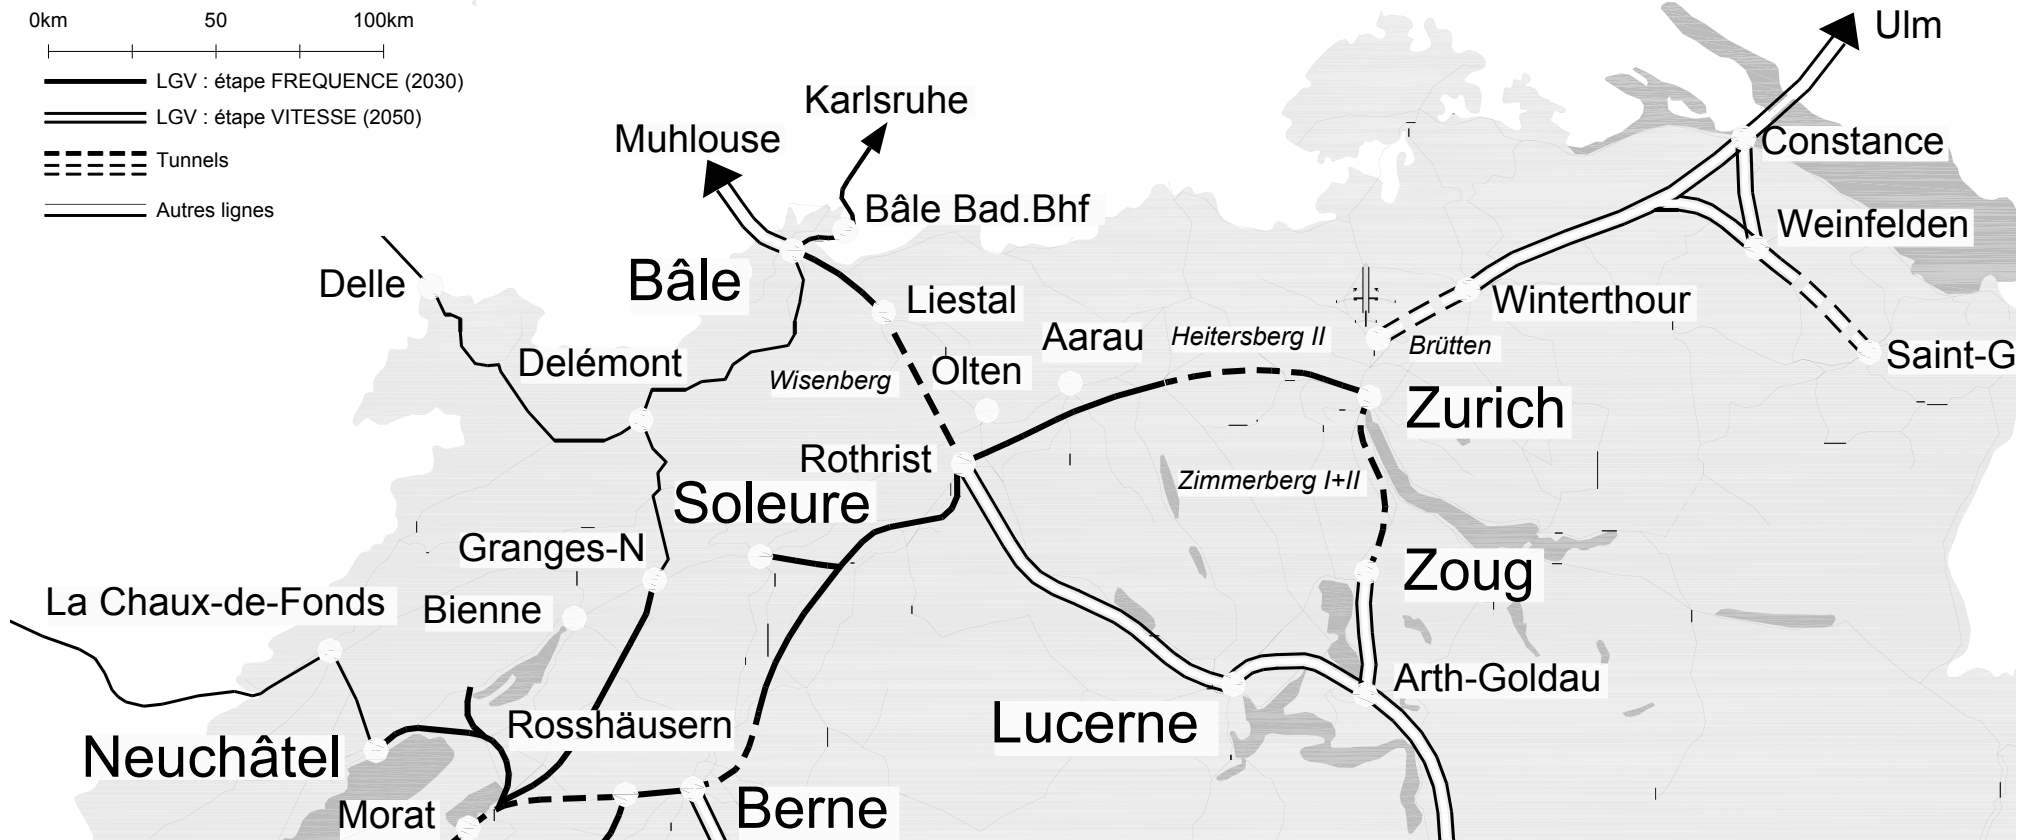 0km 50 100km
LGV : étape FREQUENCE (2030)
LGV : étape VITESSE (2050)
Tunnels
Autres lignes
Ulm
Karlsruhe
Muhlouse
Constance
Bâle Bad.Bhf
Weinfelden
Delle
Bâle
Liestal
Winterthour
Aarau
Heitersberg II
Brütten
Saint-G
Delémont
Wisenberg
Olten
Zurich
Rothrist
Zimmerberg I+II
Soleure
Granges-N
Zoug
La Chaux-de-Fonds
Bienne
Arth-Goldau
Rosshäusern
Lucerne
Neuchâtel
Morat
Berne